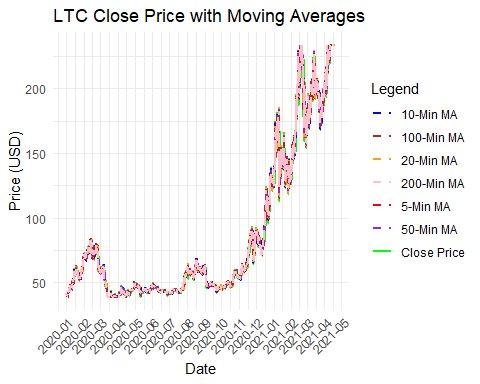 LTC Close Price with Moving Averages
Price (USD)
200
150
100
50
2020-01
2020-02
2020-03
2020-04
2020-05
2020-06
2020-07
2020-08
2020-09
2020-10
2020-11
2020-12
2021-01
2021-02
2021-03
2021-04
2021-05
Date
Legend
10-Min MA
100-Min MA
20-Min MA
200-Min MA
5-Min MA
50-Min MA
Close Price